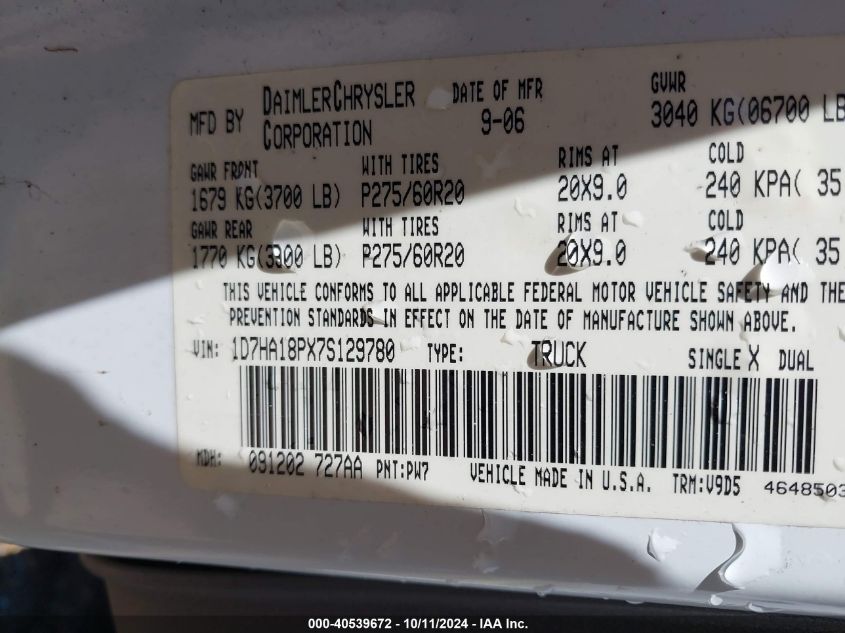 MFD BY DAIMLERCHRYSLER CORPORATION DATE OF MFR 9-06 GVWR 3040 KG(06700 LB
GAWR FRONT WITH TIRES RIMS AT COLD
1679 KG(3700 LB) P275/60R20 20X9.0 240 KPA( 35
GAWR REAR WITH TIRES RIMS AT COLD
1770 KG(3900 LB) P275/60R20 20X9.0 240 KPA( 35
THIS VEHICLE CONFORMS TO ALL APPLICABLE FEDERAL MOTOR VEHICLE SAFETY AND THE
PREVENTION STANDARDS IN EFFECT ON THE DATE OF MANUFACTURE SHOWN ABOVE.
VIN: 1D7HA18PX7S129780 TYPE: TRUCK SINGLE X DUAL
MDH: 091202 727AA PNT:PW7 VEHICLE MADE IN U.S.A. TRM:V9D5 4648503
000-40539672 - 10/11/2024 - IAA Inc.